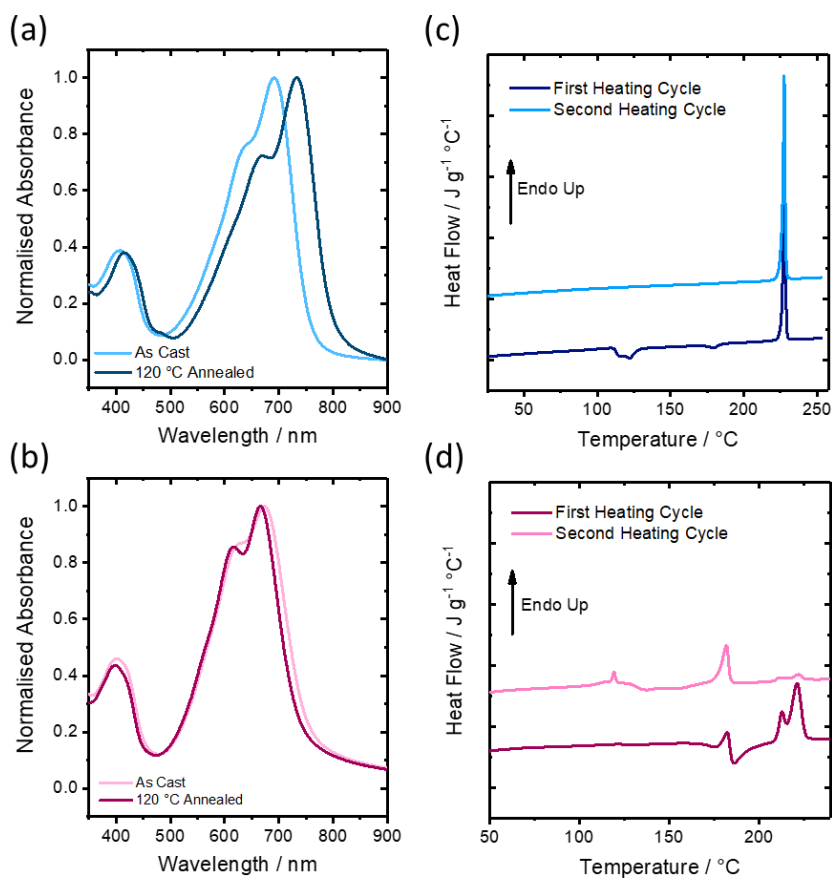 (a)
Normalised Absorbance
1.0
0.8
0.6
0.4
0.2
0.0
As Cast
120 °C Annealed
400 500 600 700 800 900
Wavelength / nm
(c)
Heat Flow / J g⁻¹ °C⁻¹
First Heating Cycle
Second Heating Cycle
Endo Up
50 100 150 200 250
Temperature / °C
(b)
Normalised Absorbance
1.0
0.8
0.6
0.4
0.2
0.0
As Cast
120 °C Annealed
400 500 600 700 800 900
Wavelength / nm
(d)
Heat Flow / J g⁻¹ °C⁻¹
First Heating Cycle
Second Heating Cycle
Endo Up
50 100 150 200
Temperature / °C